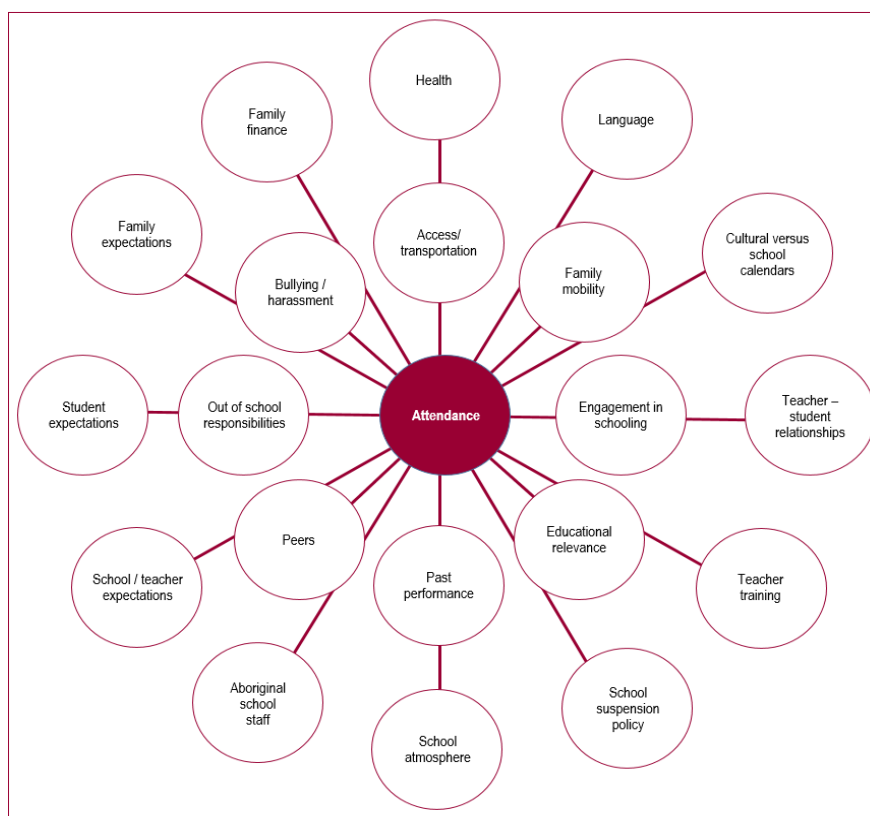 Health
Family
finance
Language
Family
expectations
Access/
transportation
Cultural versus
school
calendars
Bullying /
harassment
Family
mobility
Student
expectations
Out of school
responsibilities
Attendance
Engagement in
schooling
Teacher –
student
relationships
School / teacher
expectations
Peers
Past
performance
Educational
relevance
Teacher
training
Aboriginal
school
staff
School
atmosphere
School
suspension
policy